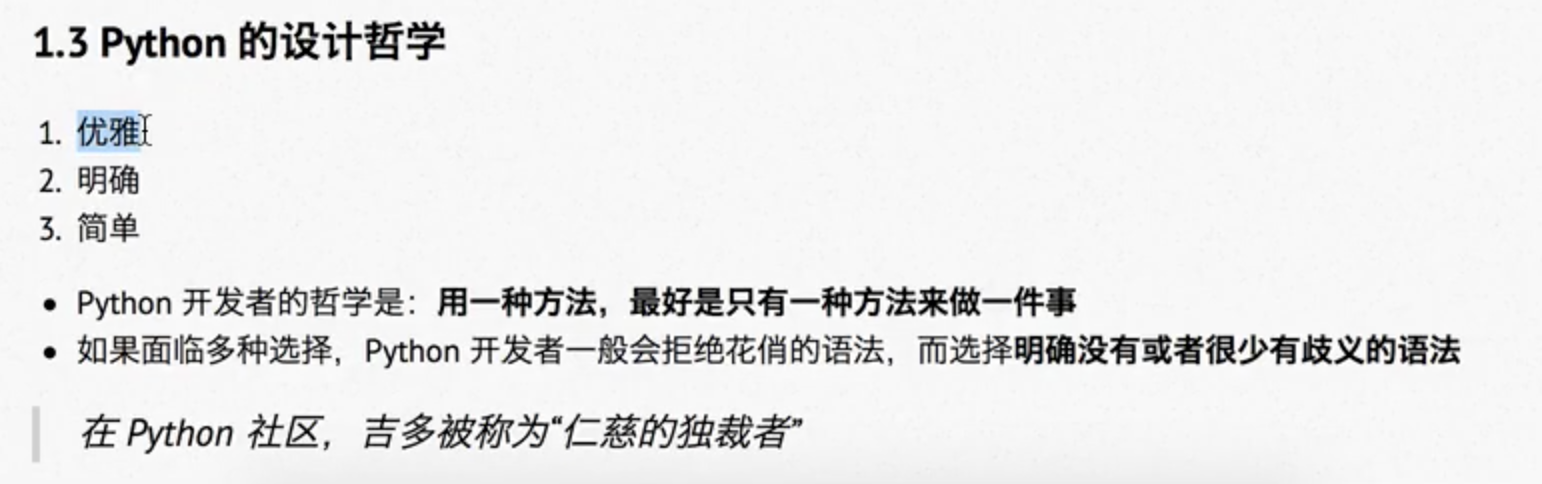 1.3 Python 的设计哲学
1. 优雅
2. 明确
3. 简单
• Python 开发者的哲学是：用一种方法，最好是只有一种方法来做一件事
• 如果面临多种选择，Python 开发者一般会拒绝花俏的语法，而选择明确没有或者很少有歧义的语法
在 Python 社区，吉多被称为“仁慈的独裁者”